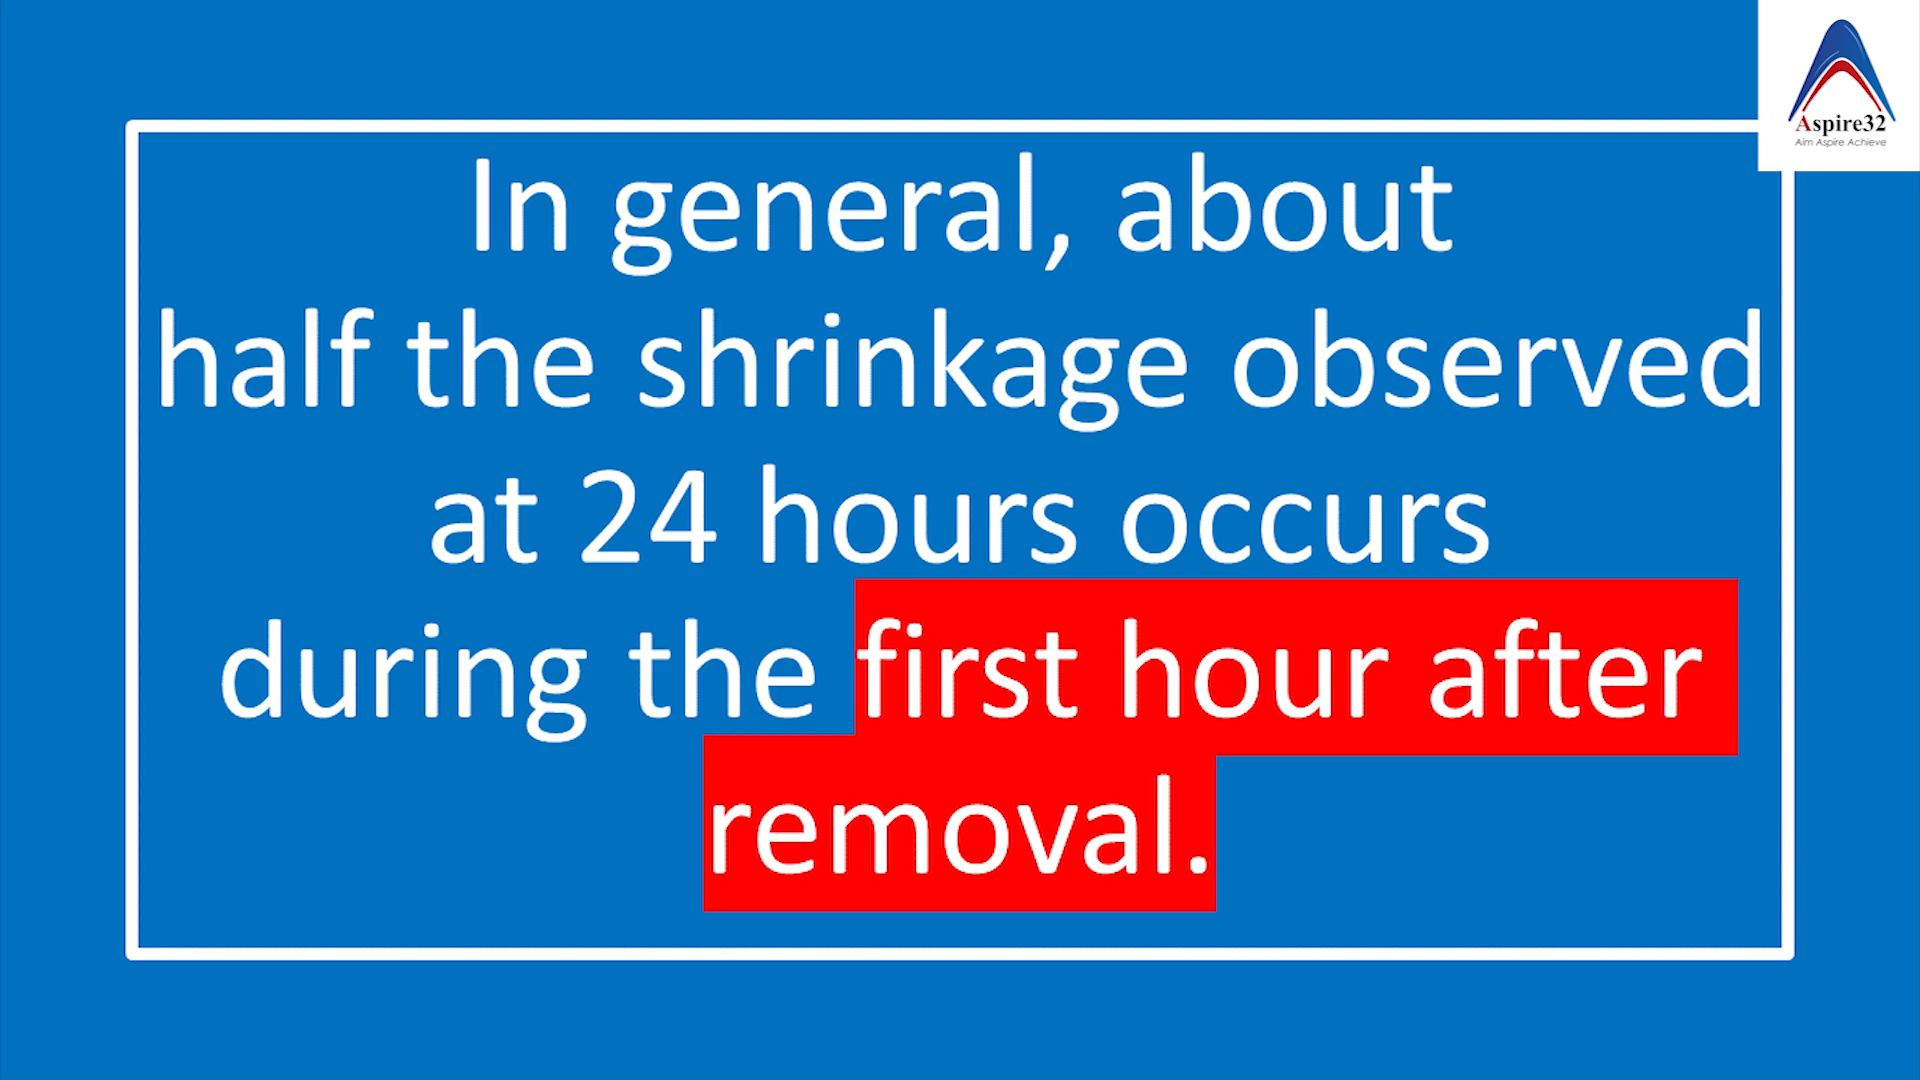 Aspire32
Aim Aspire Achieve
In general, about
half the shrinkage observed
at 24 hours occurs
during the first hour after
removal.